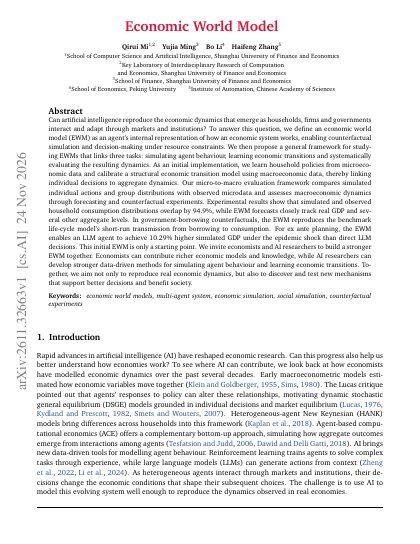 Economic World Model
Qirui Mi1,2 Yujia Ming3 Bo Li4 Haifeng Zhang5
1School of Computer Science and Artificial Intelligence, Shanghai University of Finance and Economics
2Key Laboratory of Interdisciplinary Research of Computation
and Economics, Shanghai University of Finance and Economics
3School of Finance, Shanghai University of Finance and Economics
4School of Economics, Peking University 5Institute of Automation, Chinese Academy of Sciences
Abstract
Can artificial intelligence reproduce the economic dynamics that emerge as households, firms and governments
interact and adapt through markets and institutions? To answer this question, we define an economic world
model (EWM) as an agent's internal representation of how an economic system works, enabling counterfactual
simulation and decision-making under resource constraints. We then propose a general framework for study-
ing EWMs that links three tasks: simulating agent behaviour, learning economic transitions and systematically
evaluating the resulting dynamics. As an initial implementation, we learn household policies from microeco-
nomic data and calibrate a structural economic transition model using macroeconomic data, thereby linking
individual decisions to aggregate dynamics. Our micro-to-macro evaluation framework compares simulated
individual actions and group distributions with observed microdata and assesses macroeconomic dynamics
through forecasting and counterfactual experiments. Experimental results show that simulated and observed
household consumption distributions overlap by 94.9%, while EWM forecasts closely track real GDP and sev-
eral other aggregate levels. In government-borrowing counterfactuals, the EWM reproduces the benchmark
life-cycle model's short-run transmission from borrowing to consumption. For ex ante planning, the EWM
enables an LLM agent to achieve 10.29% higher simulated GDP under the epidemic shock than direct LLM
decisions. This initial EWM is only a starting point. We invite economists and AI researchers to build a stronger
EWM together. Economists can contribute richer economic models and knowledge, while AI researchers can
develop stronger data-driven methods for simulating agent behaviour and learning economic transitions. To-
gether, we aim not only to reproduce real economic dynamics, but also to discover and test new mechanisms
that support better decisions and benefit society.
Keywords: economic world models, multi-agent system, economic simulation, social simulation, counterfactual
experiments
1. Introduction
Rapid advances in artificial intelligence (AI) have reshaped economic research. Can this progress also help us
better understand how economies work? To see where AI can contribute, we look back at how economists
have modelled economic dynamics over the past several decades. Early macroeconometric models esti-
mated how economic variables move together (Klein and Goldberger, 1955, Sims, 1980). The Lucas critique
pointed out that agents' responses to policy can alter these relationships, motivating dynamic stochastic
general equilibrium (DSGE) models grounded in individual decisions and market equilibrium (Lucas, 1976,
Kydland and Prescott, 1982, Smets and Wouters, 2007). Heterogeneous-agent New Keynesian (HANK)
models bring differences across households into this framework (Kaplan et al., 2018). Agent-based compu-
tational economics (ACE) offers a complementary bottom-up approach, simulating how aggregate outcomes
emerge from interactions among agents (Tesfatsion and Judd, 2006, Dawid and Delli Gatti, 2018). AI brings
new data-driven tools for modelling agent behaviour. Reinforcement learning trains agents to solve complex
tasks through experience, while large language models (LLMs) can generate actions from context (Zheng
et al., 2022, Li et al., 2024). As heterogeneous agents interact through markets and institutions, their de-
cisions change the economic conditions that shape their subsequent choices. The challenge is to use AI to
model this evolving system well enough to reproduce the dynamics observed in real economies.
arXiv:2611.32663v1 [cs.AI] 24 Nov 2026